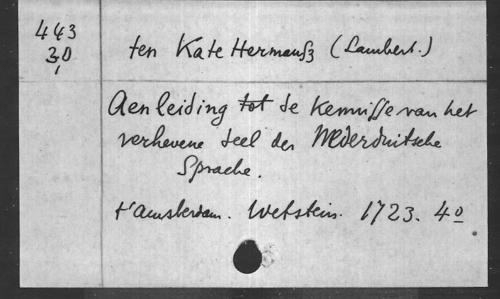 443
30
ten Kate Hermansz (Lambert.)
Aenleiding tot de Kennisse van het
verhevene deel der Nederduitsche
Sprache.
t'Amsterdam. Wetstein. 1723. 4o